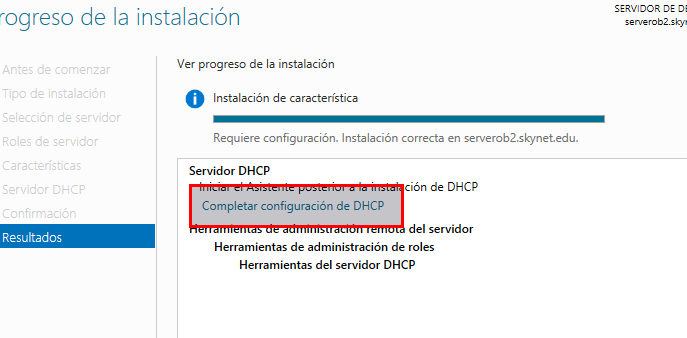 rogreso de la instalación
SERVIDOR DE DE
serverob2.sky
Antes de comenzar
Tipo de instalación
Selección de servidor
Roles de servidor
Características
Servidor DHCP
Confirmación
Resultados
Ver progreso de la instalación
Instalación de característica
Requiere configuración. Instalación correcta en serverob2.skynet.edu.
Servidor DHCP
Iniciar el Asistente posterior a la instalación de DHCP
Completar configuración de DHCP
Herramientas de administración remota del servidor
Herramientas de administración de roles
Herramientas del servidor DHCP